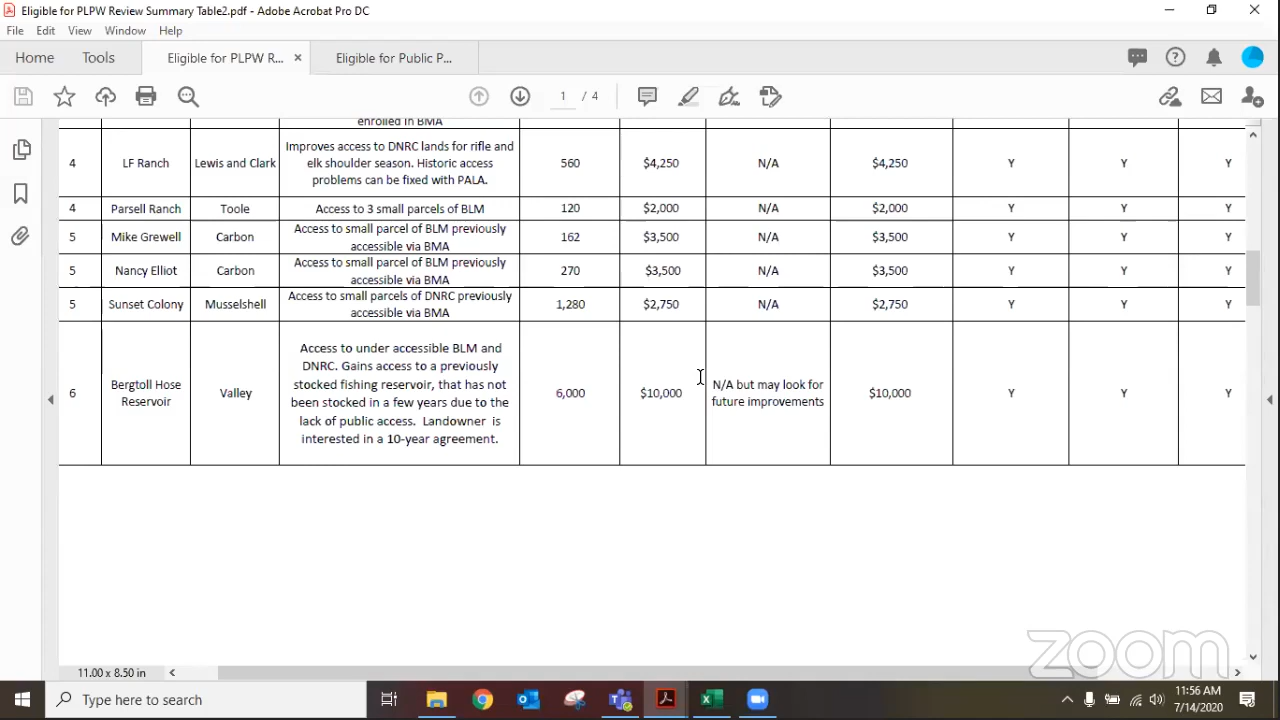 Eligible for PLPW Review Summary Table2.pdf - Adobe Acrobat Pro DC
File Edit View Window Help
Home Tools Eligible for PLPW R... × Eligible for Public P...
1 / 4
enrolled in BMA
4 LF Ranch Lewis and Clark Improves access to DNRC lands for rifle and
elk shoulder season. Historic access
problems can be fixed with PALA. 560 $4,250 N/A $4,250 Y Y Y
4 Parsell Ranch Toole Access to 3 small parcels of BLM 120 $2,000 N/A $2,000 Y Y Y
5 Mike Grewell Carbon Access to small parcel of BLM previously
accessible via BMA 162 $3,500 N/A $3,500 Y Y Y
5 Nancy Elliot Carbon Access to small parcel of BLM previously
accessible via BMA 270 $3,500 N/A $3,500 Y Y Y
5 Sunset Colony Musselshell Access to small parcels of DNRC previously
accessible via BMA 1,280 $2,750 N/A $2,750 Y Y Y
6 Bergtoll Hose
Reservoir Valley Access to under accessible BLM and
DNRC. Gains access to a previously
stocked fishing reservoir, that has not
been stocked in a few years due to the
lack of public access. Landowner is
interested in a 10-year agreement. 6,000 $10,000 N/A but may look for
future improvements $10,000 Y Y Y
zoom
11.00 x 8.50 in
Type here to search
11:56 AM
7/14/2020